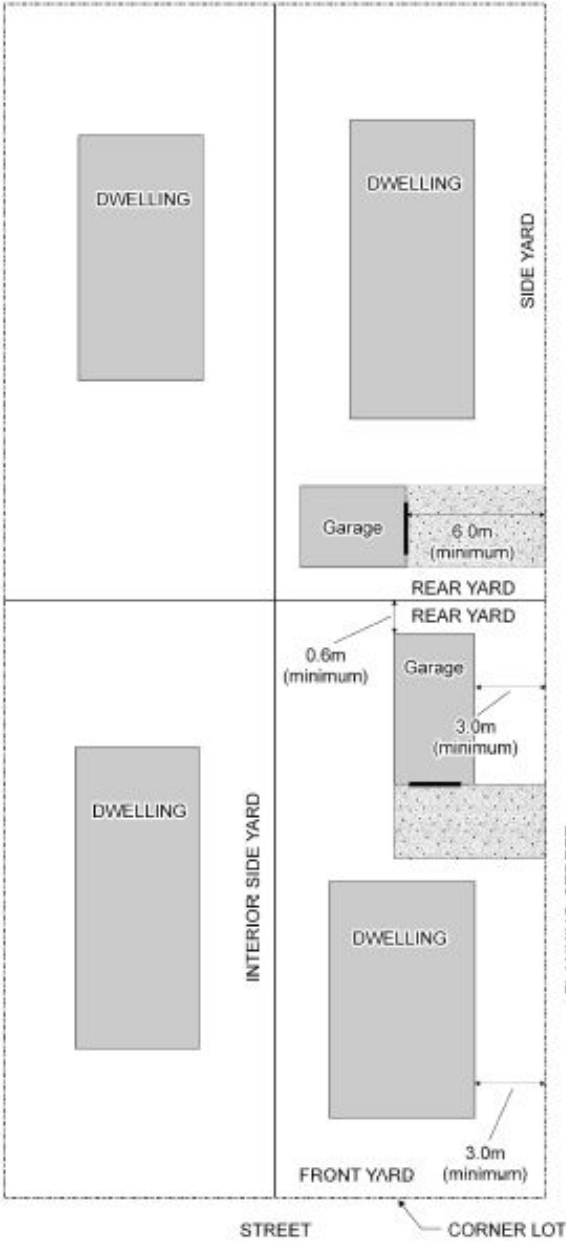 DWELLING
DWELLING
SIDE YARD
Garage
6.0m
(minimum)
REAR YARD
REAR YARD
0.6m
(minimum)
Garage
3.0m
(minimum)
DWELLING
INTERIOR SIDE YARD
DWELLING
3.0m
(minimum)
FRONT YARD
STREET
CORNER LOT